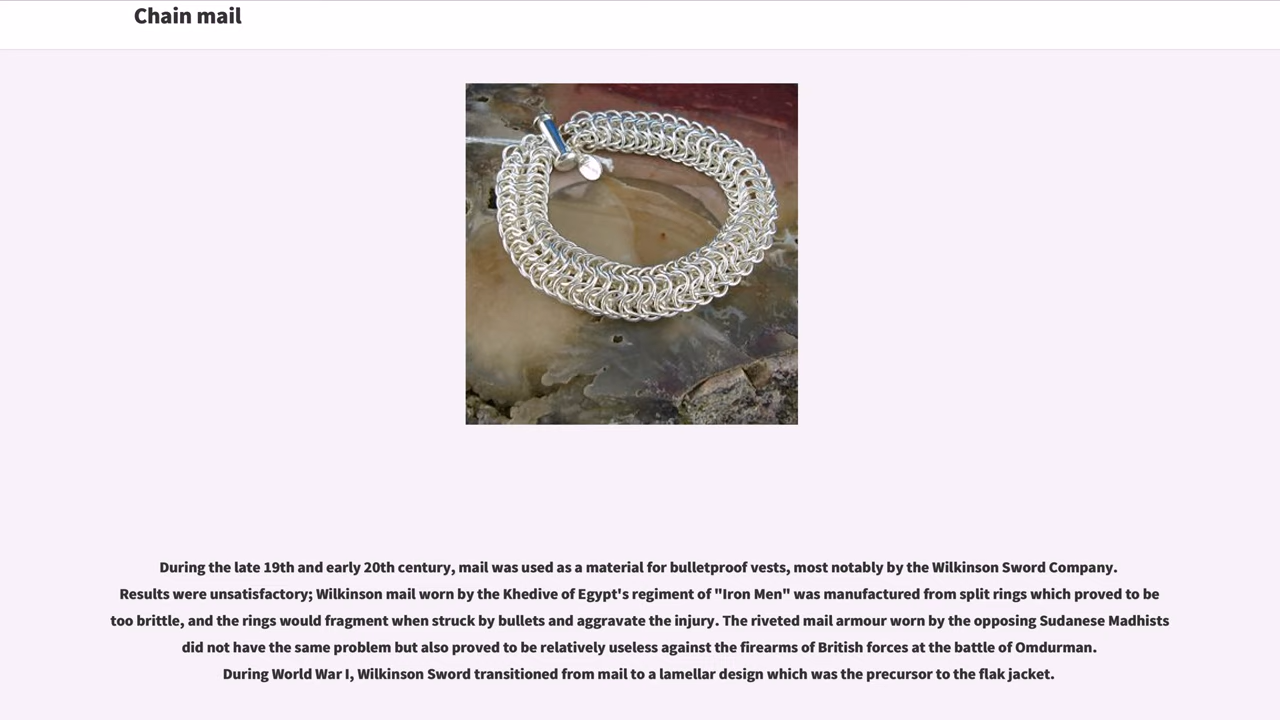 Chain mail
During the late 19th and early 20th century, mail was used as a material for bulletproof vests, most notably by the Wilkinson Sword Company.
Results were unsatisfactory; Wilkinson mail worn by the Khedive of Egypt's regiment of "Iron Men" was manufactured from split rings which proved to be
too brittle, and the rings would fragment when struck by bullets and aggravate the injury. The riveted mail armour worn by the opposing Sudanese Madhists
did not have the same problem but also proved to be relatively useless against the firearms of British forces at the battle of Omdurman.
During World War I, Wilkinson Sword transitioned from mail to a lamellar design which was the precursor to the flak jacket.